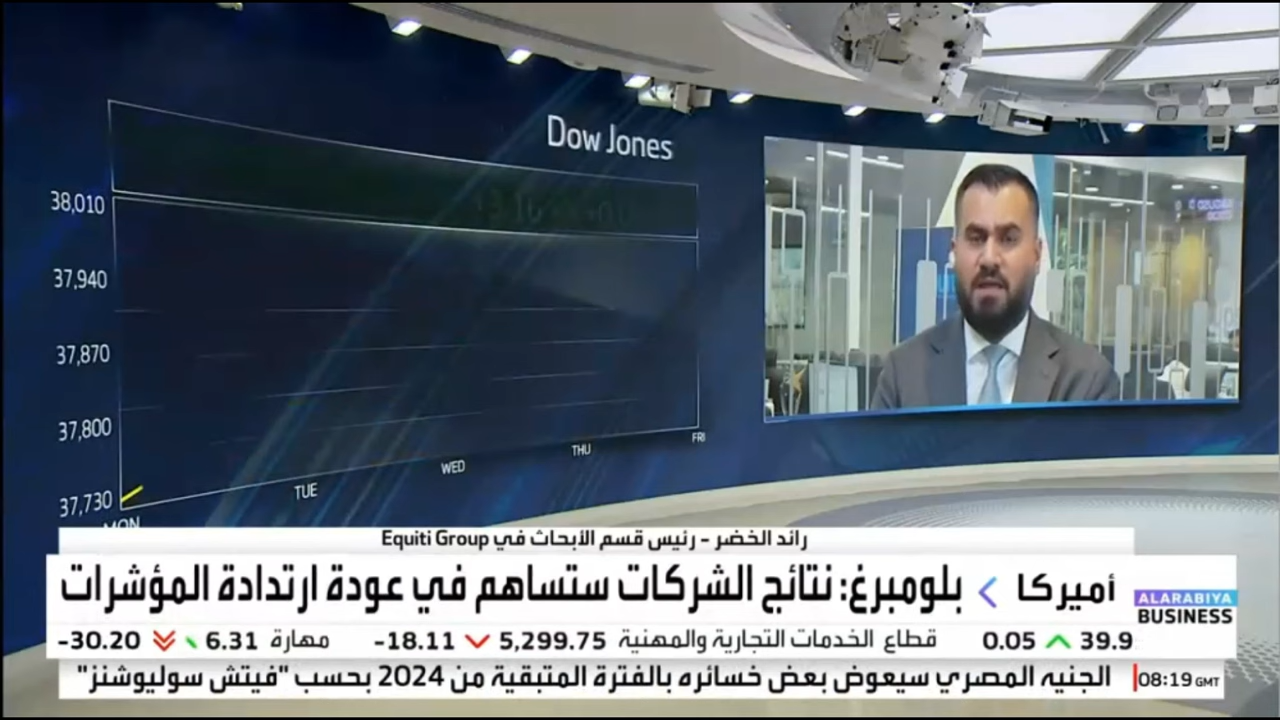 Dow Jones
38,010
37,940
37,870
37,800
37,730
MON
TUE
WED
THU
FRI
رائد الخضر - رئيس قسم الأبحاث في Equiti Group
أميركا > بلومبرغ: نتائج الشركات ستساهم في عودة ارتدادة المؤشرات
ALARABIYA
BUSINESS
39.9 0.05 قطاع الخدمات التجارية والمهنية 5,299.75 -18.11 مهارة 6.31 -30.20
08:19 GMT
الجنيه المصري سيعوض بعض خسائره بالفترة المتبقية من 2024 بحسب "فيتش سوليوشنز"